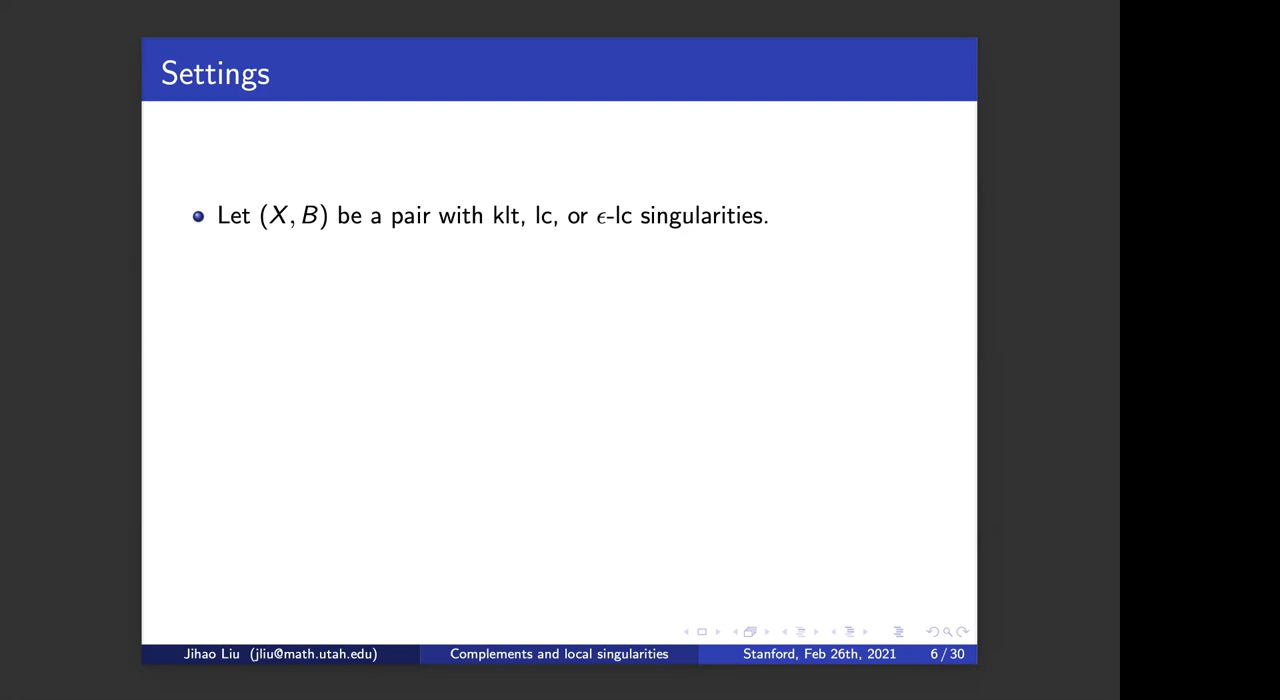 Settings
Let (X, B) be a pair with klt, lc, or ϵ-lc singularities.
Jihao Liu (jliu@math.utah.edu) Complements and local singularities Stanford, Feb 26th, 2021 6 / 30